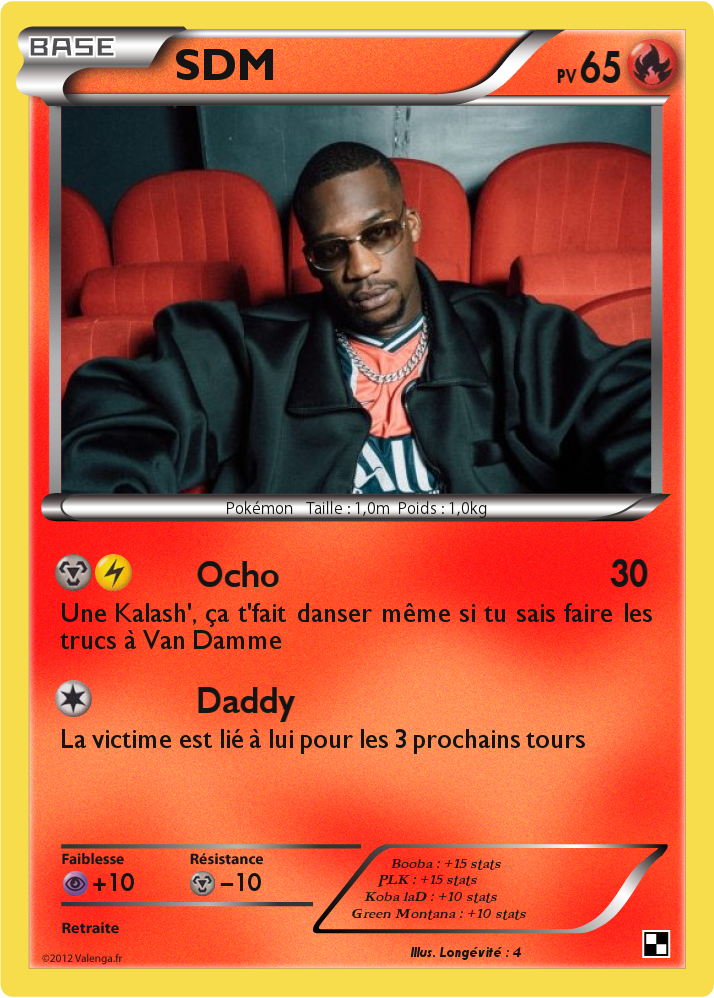 BASE
SDM
PV 65
Pokémon Taille : 1,0m Poids : 1,0kg
Ocho 30
Une Kalash', ça t'fait danser même si tu sais faire les
trucs à Van Damme
Daddy
La victime est lié à lui pour les 3 prochains tours
Faiblesse
+10
Résistance
–10
Booba : +15 stats
PLK : +15 stats
Koba laD : +10 stats
Green Montana : +10 stats
Retraite
Illus. Longévité : 4
©2012 Valenga.fr